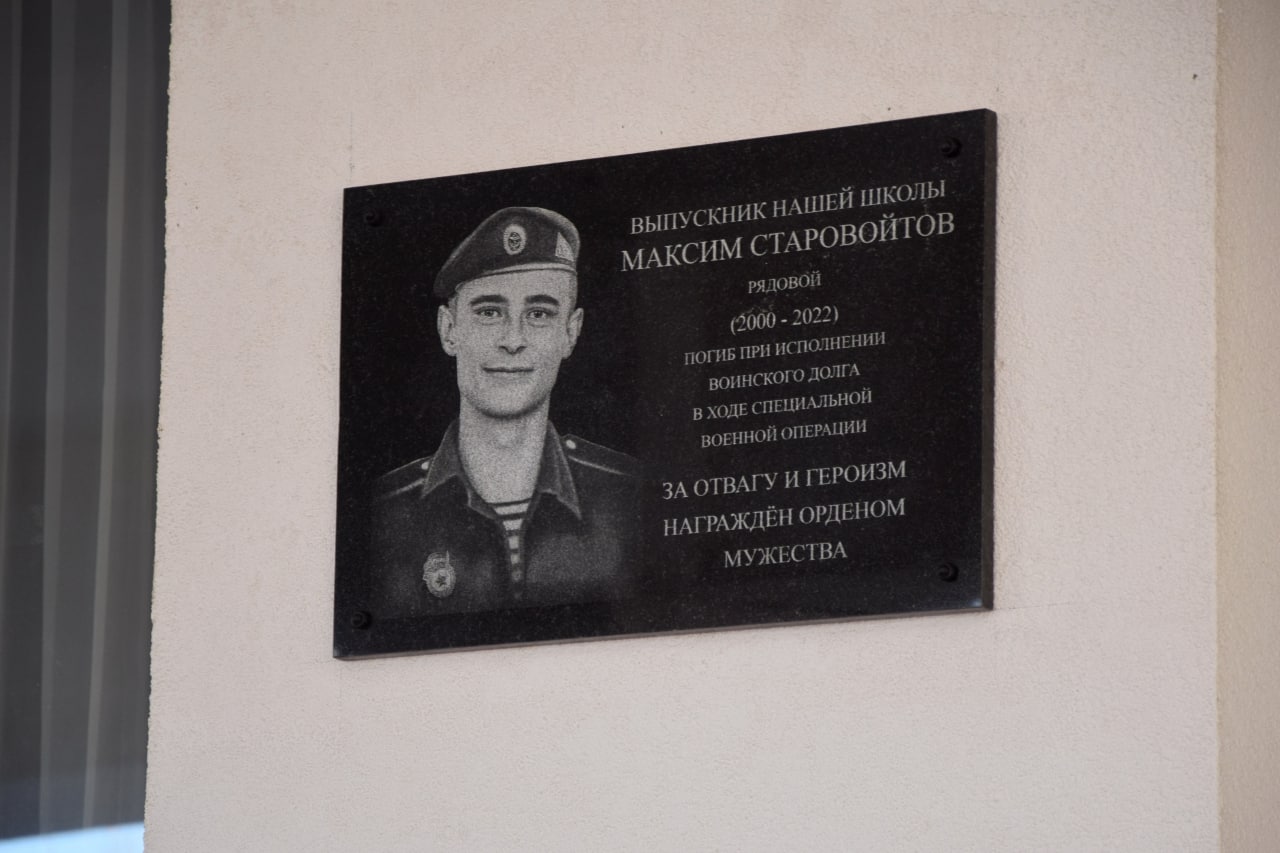 ВЫПУСКНИК НАШЕЙ ШКОЛЫ
МАКСИМ СТАРОВОЙТОВ
РЯДОВОЙ
(2000 - 2022)
ПОГИБ ПРИ ИСПОЛНЕНИИ
ВОИНСКОГО ДОЛГА
В ХОДЕ СПЕЦИАЛЬНОЙ
ВОЕННОЙ ОПЕРАЦИИ
ЗА ОТВАГУ И ГЕРОИЗМ
НАГРАЖДЁН ОРДЕНОМ
МУЖЕСТВА